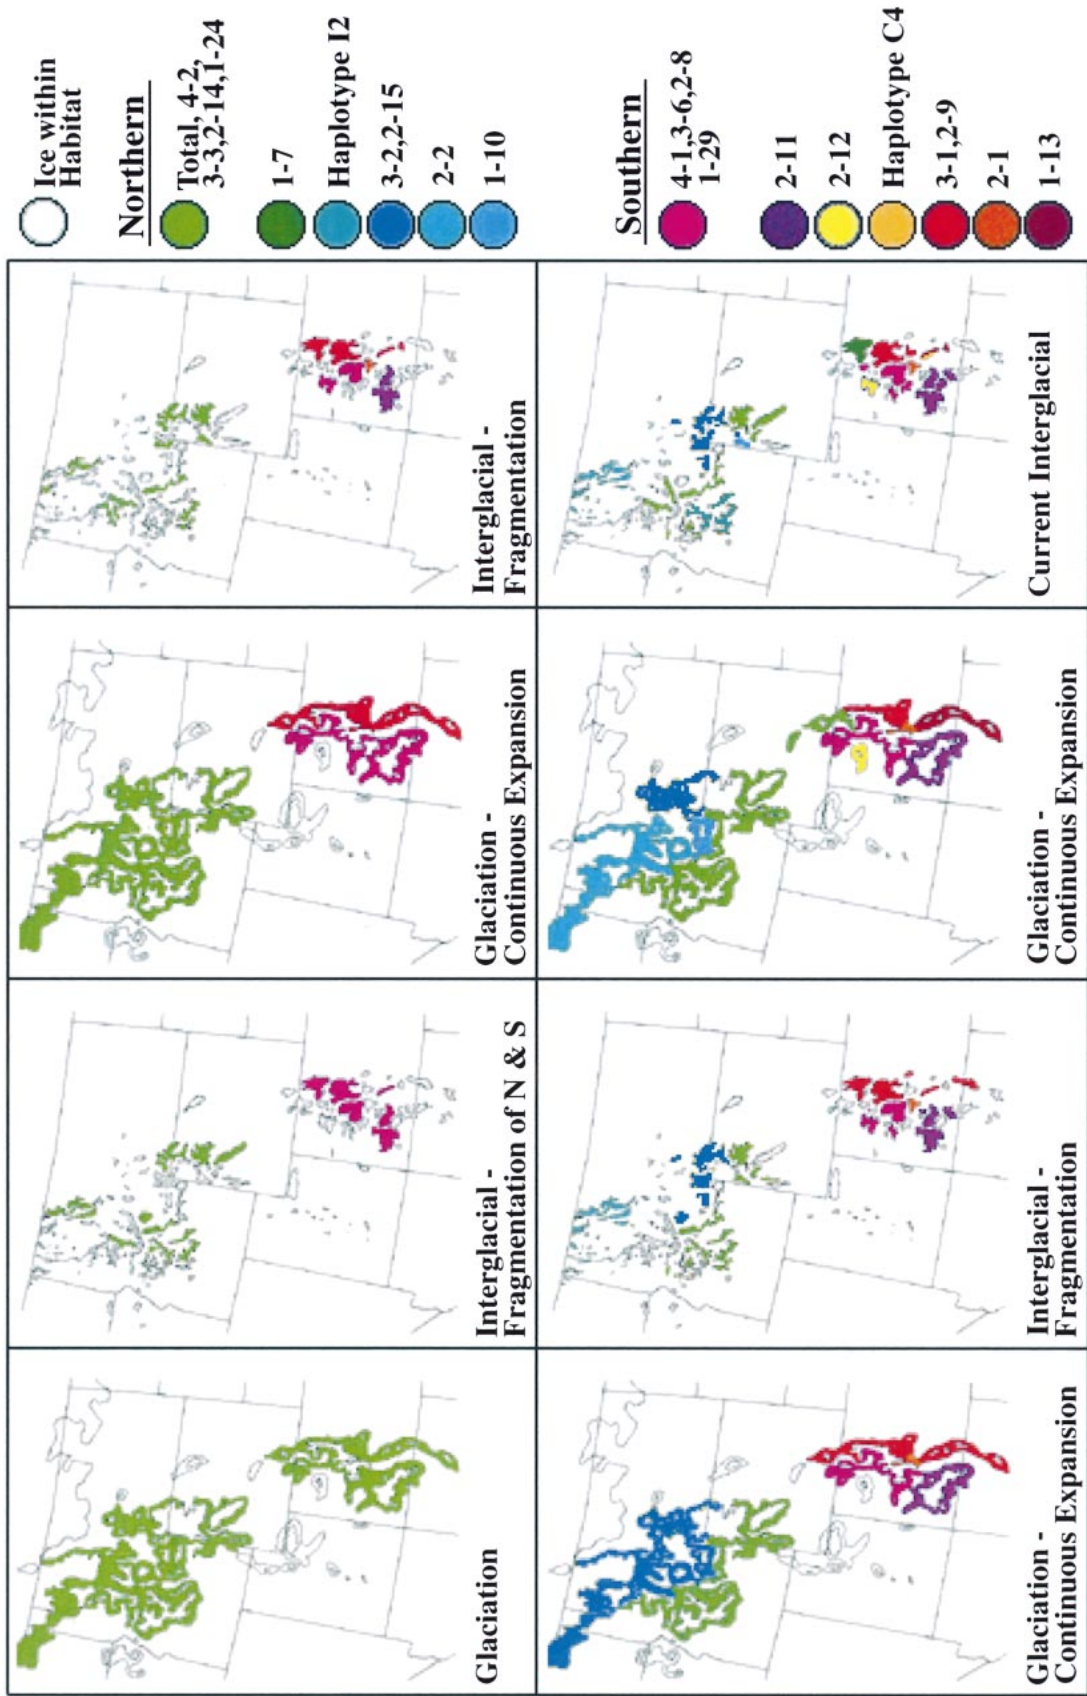 Glaciation
Interglacial -
Fragmentation of N & S
Glaciation -
Continuous Expansion
Interglacial -
Fragmentation
Glaciation -
Continuous Expansion
Interglacial -
Fragmentation
Glaciation -
Continuous Expansion
Current Interglacial
Ice within
Habitat
Northern
Total, 4-2,
3-3,2-14,1-24
1-7
Haplotype I2
3-2,2-15
2-2
1-10
Southern
4-1,3-6,2-8
1-29
2-11
2-12
Haplotype C4
3-1,2-9
2-1
1-13